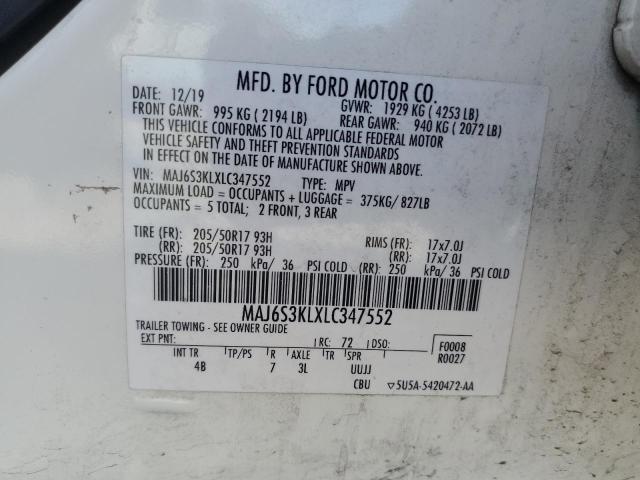 MFD. BY FORD MOTOR CO.
DATE: 12/19 GVWR: 1929 KG ( 4253 LB)
FRONT GAWR: 995 KG ( 2194 LB) REAR GAWR: 940 KG ( 2072 LB)
THIS VEHICLE CONFORMS TO ALL APPLICABLE FEDERAL MOTOR
VEHICLE SAFETY AND THEFT PREVENTION STANDARDS
IN EFFECT ON THE DATE OF MANUFACTURE SHOWN ABOVE.
VIN: MAJ6S3KLXLC347552 TYPE: MPV
MAXIMUM LOAD = OCCUPANTS + LUGGAGE = 375KG/ 827LB
OCCUPANTS = 5 TOTAL; 2 FRONT, 3 REAR
TIRE (FR): 205/50R17 93H RIMS (FR): 17x7.0J
(RR): 205/50R17 93H (RR): 17x7.0J
PRESSURE (FR): 250 kPa/ 36 PSI COLD (RR): 250 kPa/ 36 PSI COLD
MAJ6S3KLXLC347552
TRAILER TOWING - SEE OWNER GUIDE
EXT PNT: RC: 72 DSO: F0008
R0027
INT TR TP/PS R AXLE TR SPR
4B 7 3L UUJJ
CBU ▽5U5A-5420472-AA